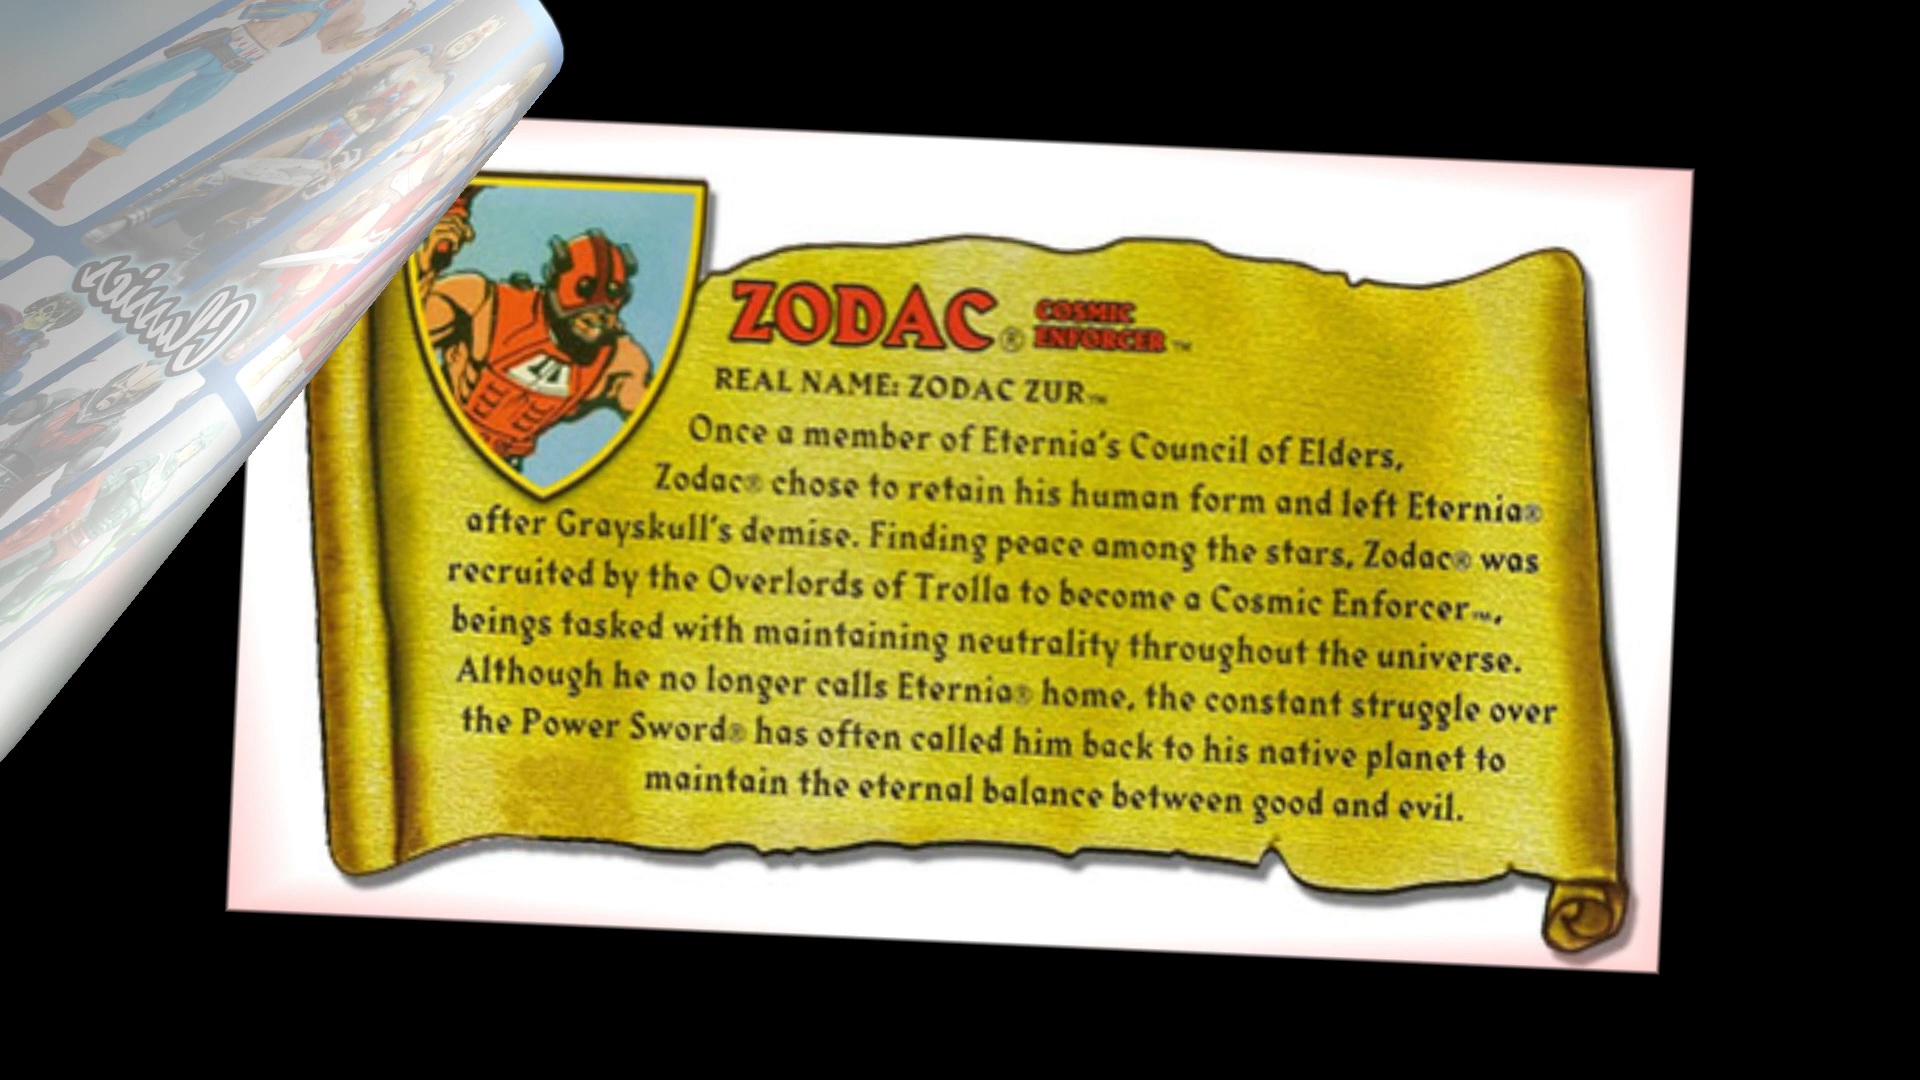 ZODAC® COSMIC ENFORCER™
REAL NAME: ZODAC ZUR™
Once a member of Eternia's Council of Elders,
Zodac® chose to retain his human form and left Eternia®
after Grayskull's demise. Finding peace among the stars, Zodac® was
recruited by the Overlords of Trolla to become a Cosmic Enforcer™,
beings tasked with maintaining neutrality throughout the universe.
Although he no longer calls Eternia® home, the constant struggle over
the Power Sword® has often called him back to his native planet to
maintain the eternal balance between good and evil.
Classics